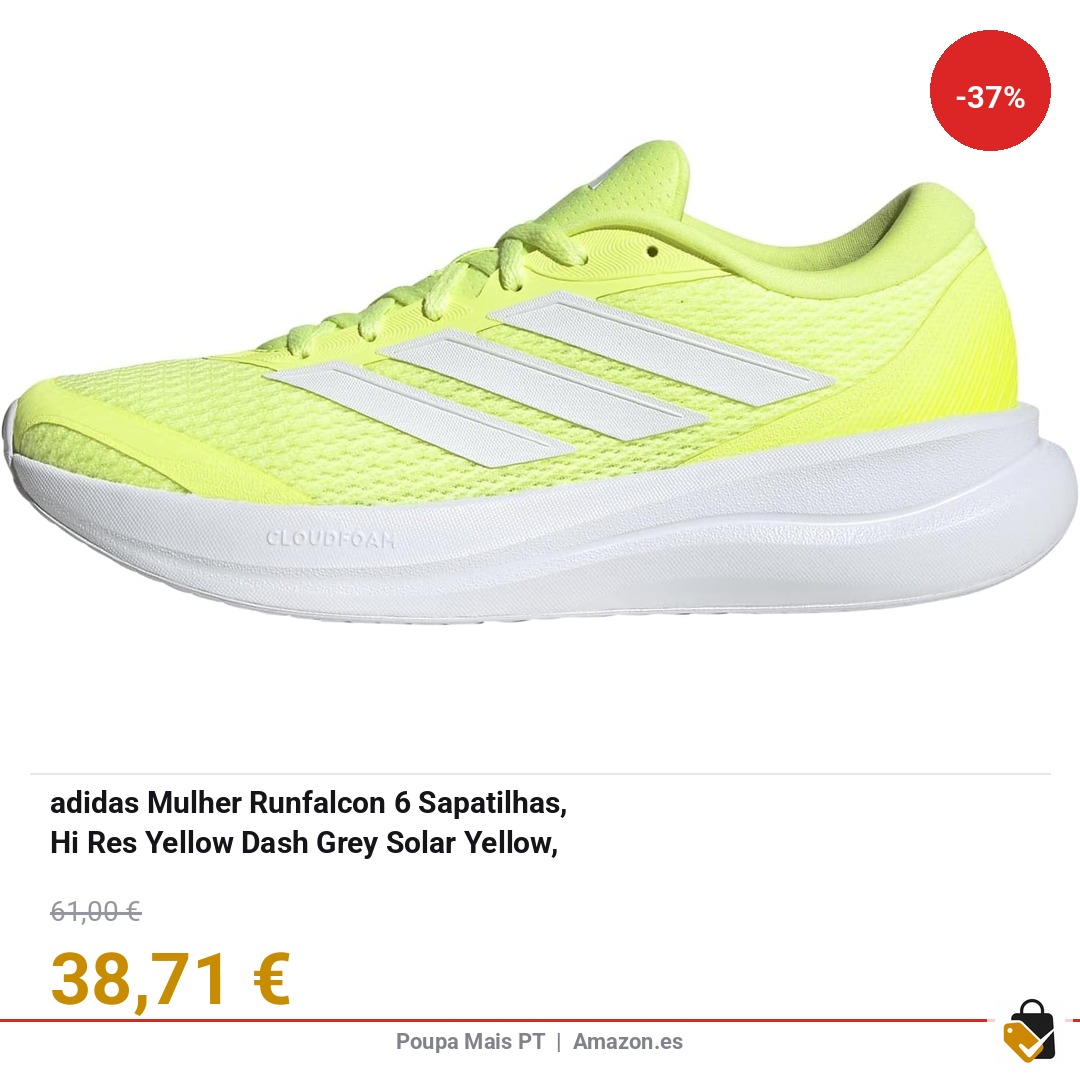 -37%
CLOUDFOAM
adidas Mulher Runfalcon 6 Sapatilhas,
Hi Res Yellow Dash Grey Solar Yellow,
61,00 €
38,71 €
Poupa Mais PT | Amazon.es